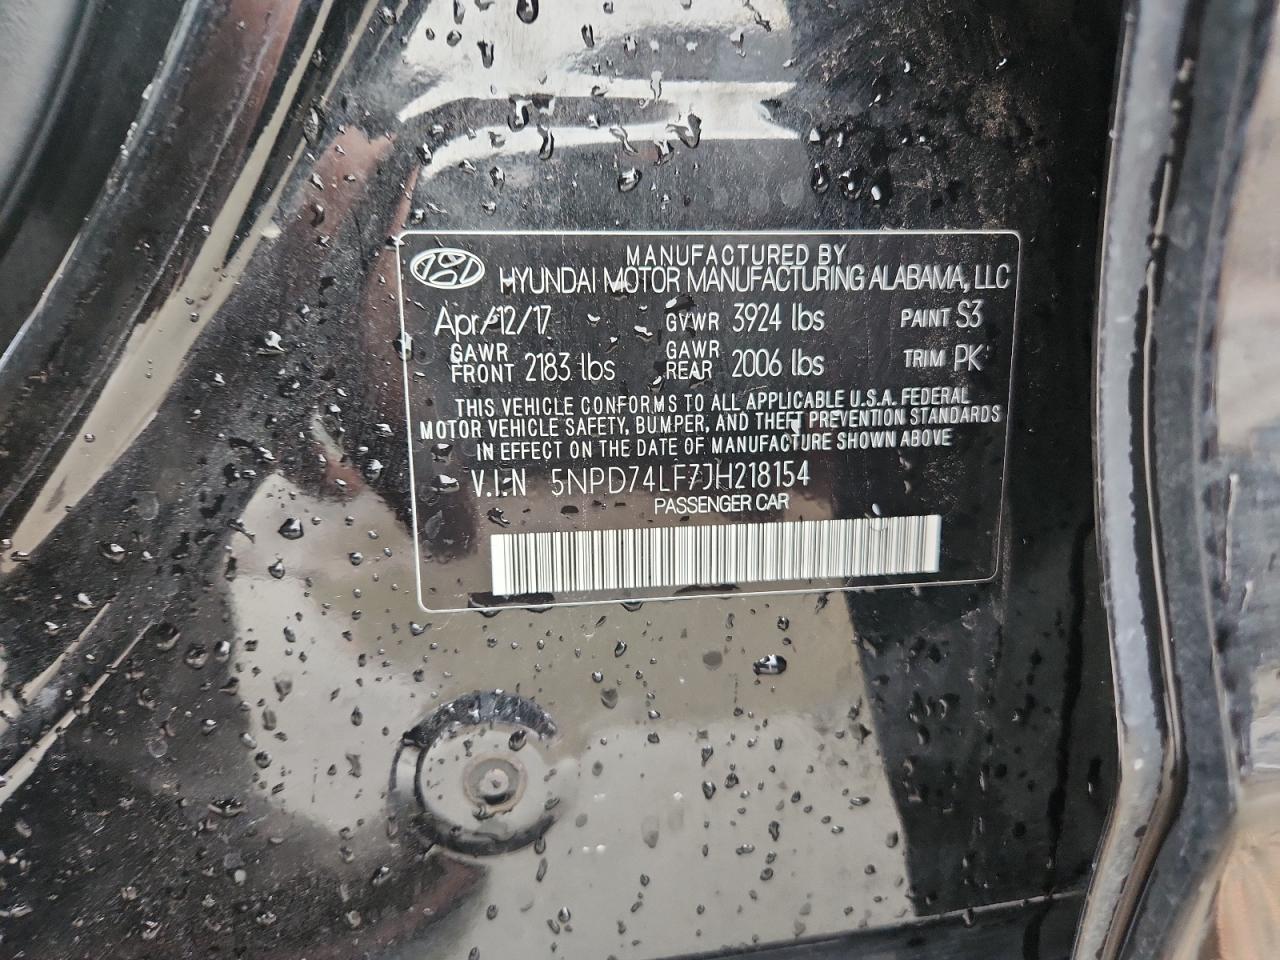 MANUFACTURED BY
HYUNDAI MOTOR MANUFACTURING ALABAMA, LLC
Apr/12/17 GVWR 3924 lbs PAINT S3
GAWR FRONT 2183 lbs GAWR REAR 2006 lbs TRIM PK
THIS VEHICLE CONFORMS TO ALL APPLICABLE U.S.A. FEDERAL
MOTOR VEHICLE SAFETY, BUMPER, AND THEFT PREVENTION STANDARDS
IN EFFECT ON THE DATE OF MANUFACTURE SHOWN ABOVE
V.I.N 5NPD74LF7JH218154
PASSENGER CAR